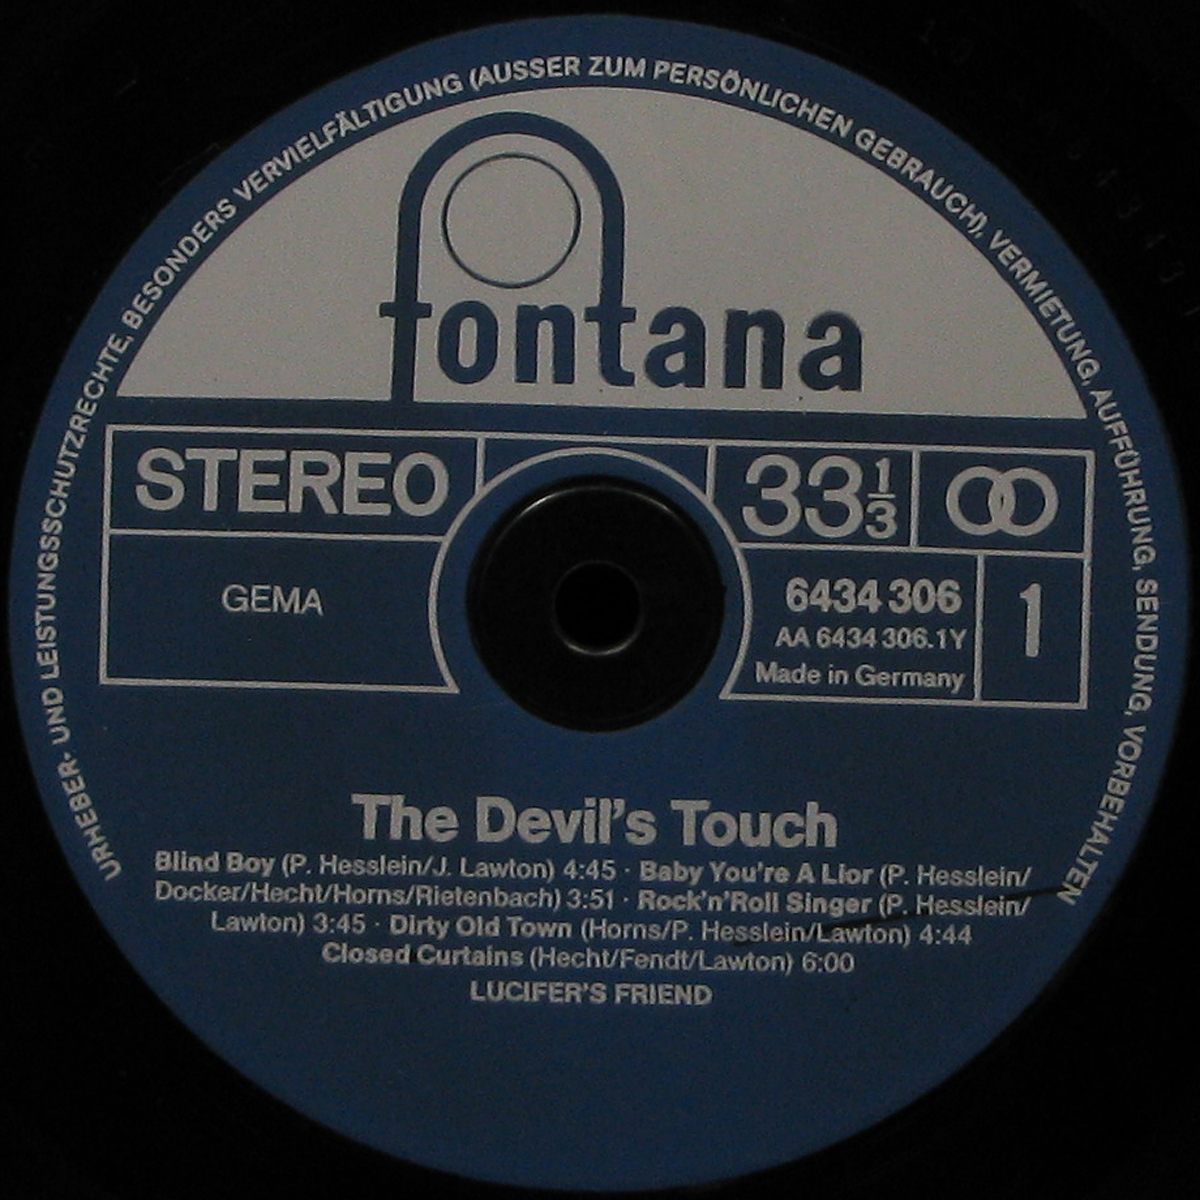 URHEBER- UND LEISTUNGSSCHUTZRECHTE, BESONDERS VERVIELFÄLTIGUNG (AUSSER ZUM PERSÖNLICHEN GEBRAUCH), VERMIETUNG, AUFFÜHRUNG, SENDUNG, VORBEHALTEN
fontana
STEREO
33 1/3
GEMA
6434 306
AA 6434 306.1Y
Made in Germany
1
The Devil's Touch
Blind Boy (P. Hesslein/J. Lawton) 4:45 · Baby You're A Lior (P. Hesslein/
Docker/Hecht/Horns/Rietenbach) 3:51 · Rock'n'Roll Singer (P. Hesslein/
Lawton) 3:45 · Dirty Old Town (Horns/P. Hesslein/Lawton) 4:44
Closed Curtains (Hecht/Fendt/Lawton) 6:00
LUCIFER'S FRIEND